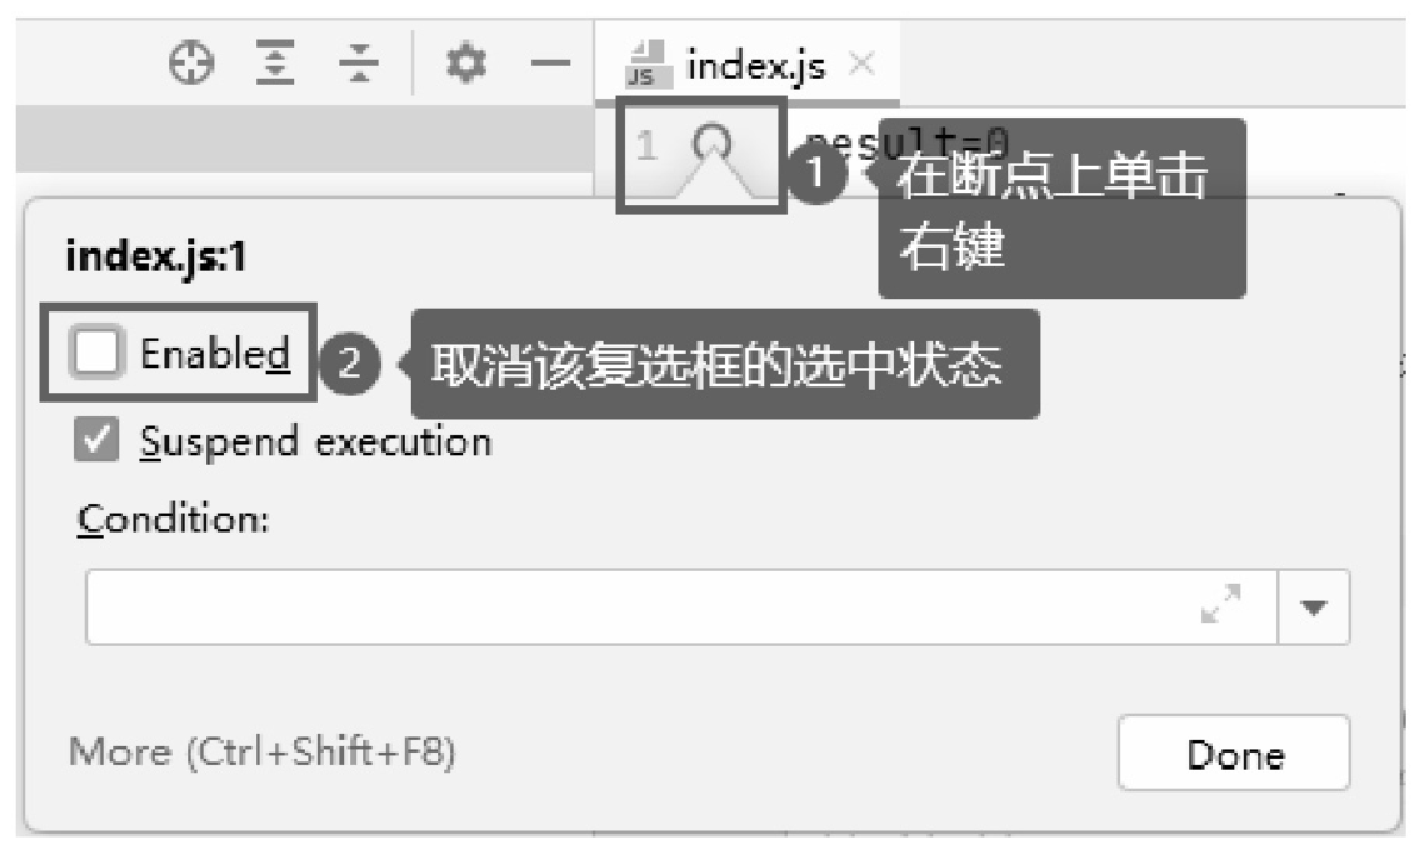 JS index.js
1 result=0
1 在断点上单击
右键
index.js:1
Enabled
2 取消该复选框的选中状态
Suspend execution
Condition:
More (Ctrl+Shift+F8)
Done